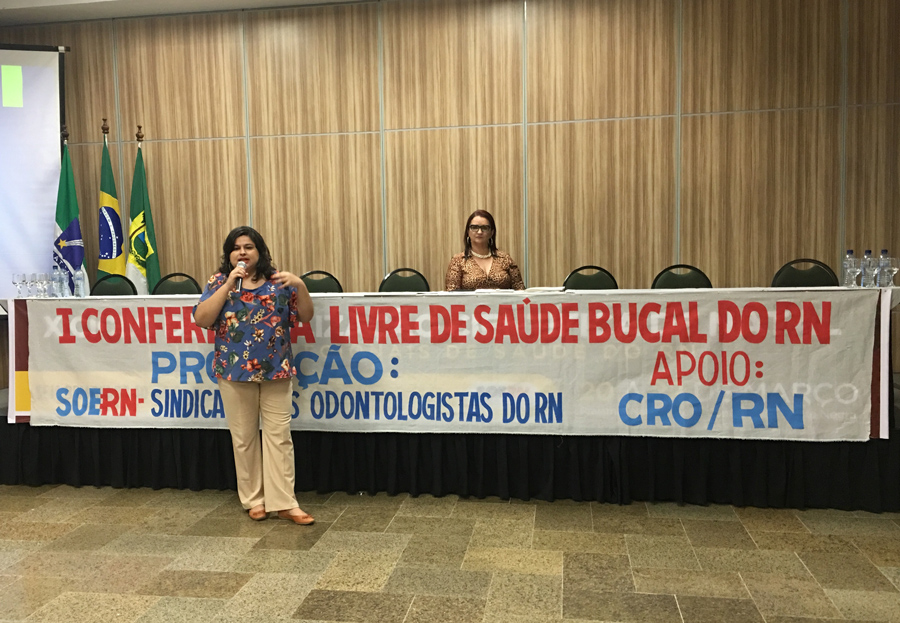 I CONFER A LIVRE DE SAÚDE BUCAL DO RN
PRO ÇÃO:
APOIO:
SOERN- SINDICA S ODONTOLOGISTAS DO RN
CRO/RN